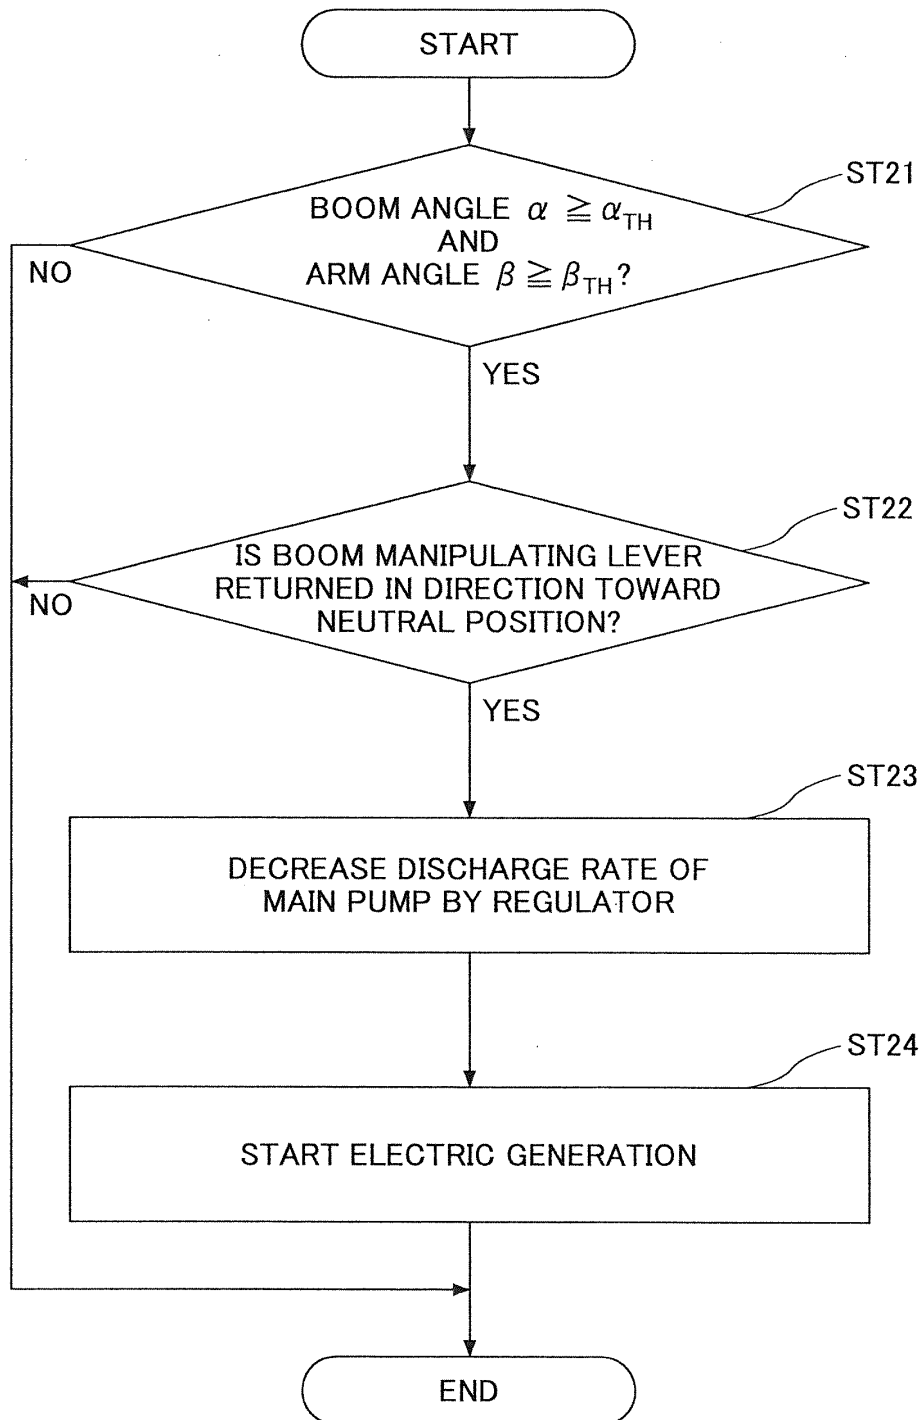 START
ST21
BOOM ANGLE α ≧ αTH
AND
ARM ANGLE β ≧ βTH?
NO
YES
ST22
IS BOOM MANIPULATING LEVER
RETURNED IN DIRECTION TOWARD
NEUTRAL POSITION?
NO
YES
ST23
DECREASE DISCHARGE RATE OF
MAIN PUMP BY REGULATOR
ST24
START ELECTRIC GENERATION
END